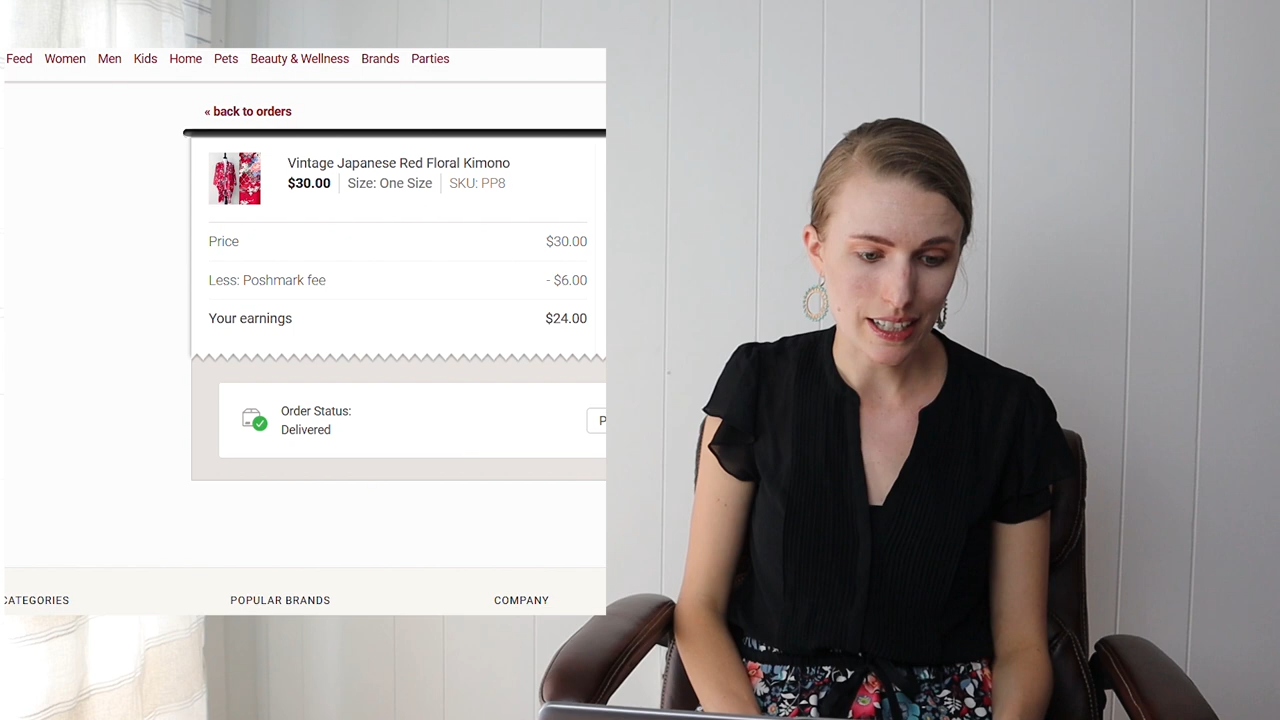 Feed Women Men Kids Home Pets Beauty & Wellness Brands Parties
« back to orders
Vintage Japanese Red Floral Kimono
$30.00 Size: One Size SKU: PP8
Price $30.00
Less: Poshmark fee - $6.00
Your earnings $24.00
Order Status:
Delivered
P
CATEGORIES POPULAR BRANDS COMPANY